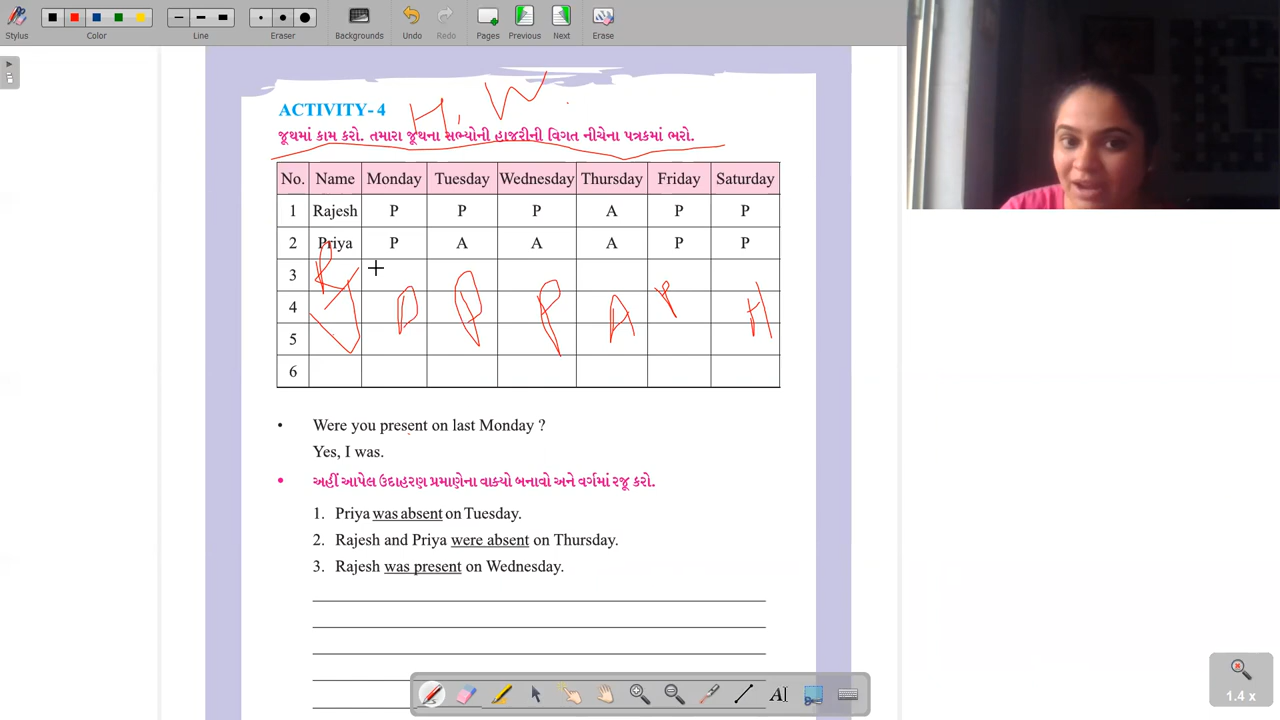 Stylus Color Line Eraser Backgrounds Undo Redo Pages Previous Next Erase
H.W
ACTIVITY- 4
જૂથમાં કામ કરો. તમારા જૂથના સભ્યોની હાજરીની વિગત નીચેના પત્રકમાં ભરો.
No. Name Monday Tuesday Wednesday Thursday Friday Saturday
1 Rajesh P P P A P P
2 Priya P A A A P P
3
4 P P P A P H
5
6
• Were you present on last Monday ?
Yes, I was.
• અહીં આપેલ ઉદાહરણ પ્રમાણેના વાક્યો બનાવો અને વર્ગમાં રજૂ કરો.
1. Priya was absent on Tuesday.
2. Rajesh and Priya were absent on Thursday.
3. Rajesh was present on Wednesday.
AI
1.4 x